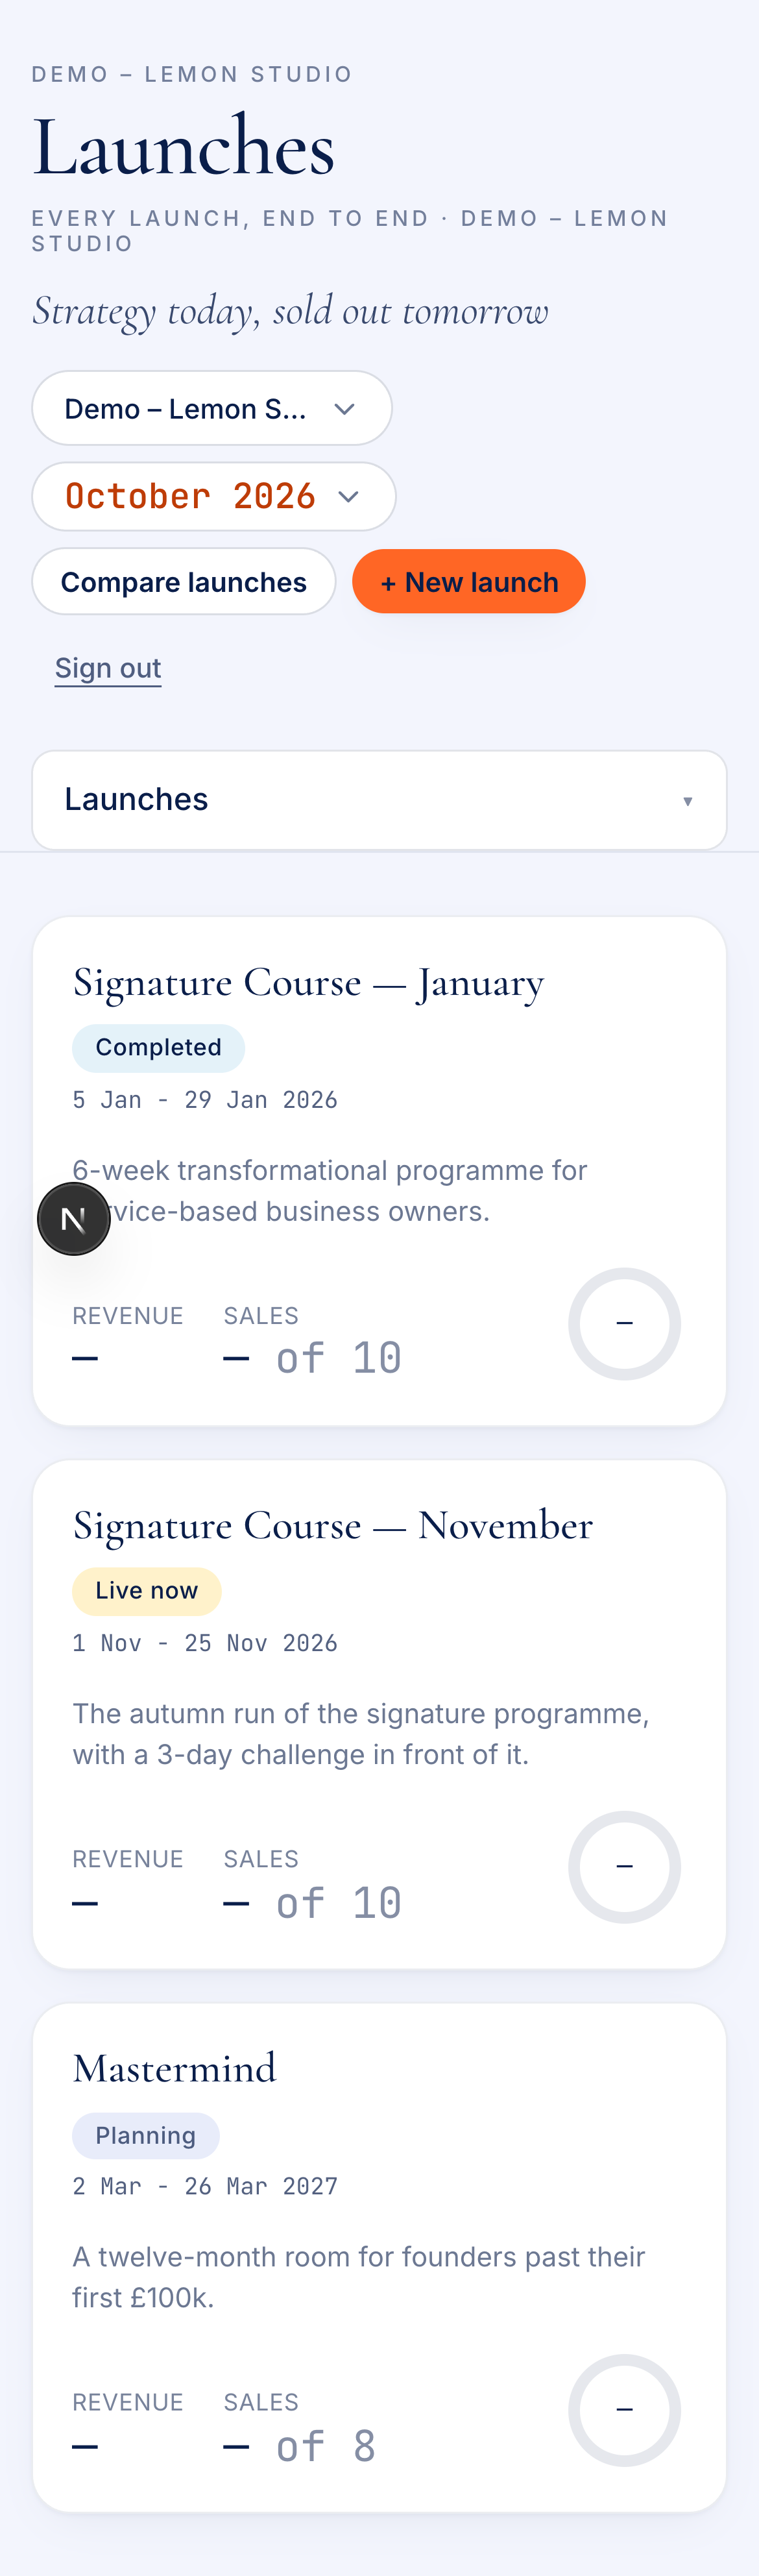 DEMO – LEMON STUDIO
Launches
EVERY LAUNCH, END TO END · DEMO – LEMON
STUDIO
Strategy today, sold out tomorrow
Demo – Lemon S...
October 2026
Compare launches
+ New launch
Sign out
Launches
Signature Course — January
Completed
5 Jan - 29 Jan 2026
6-week transformational programme for
vice-based business owners.
N
REVENUE SALES
– – of 10
–
Signature Course — November
Live now
1 Nov - 25 Nov 2026
The autumn run of the signature programme,
with a 3-day challenge in front of it.
REVENUE SALES
– – of 10
–
Mastermind
Planning
2 Mar - 26 Mar 2027
A twelve-month room for founders past their
first £100k.
REVENUE SALES
– – of 8
–